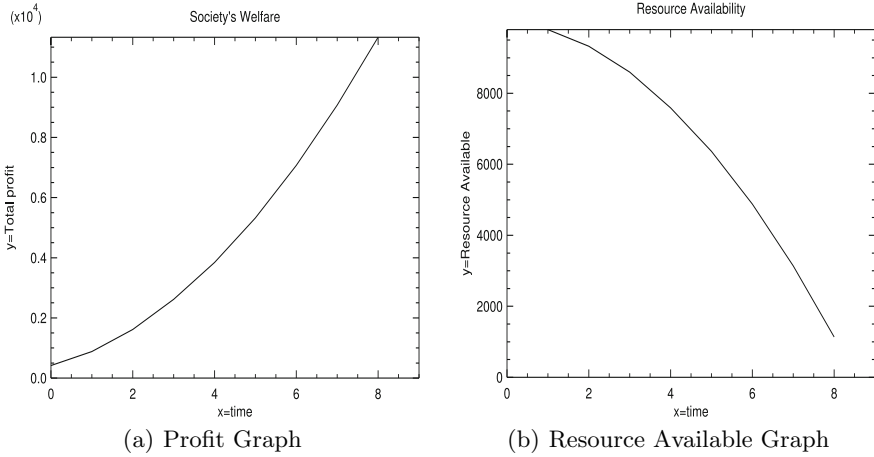 (x10⁴)
Society's Welfare
1.0
0.8
0.6
0.4
0.2
0.0
y=Total profit
0
2
4
6
8
x=time
(a) Profit Graph
Resource Availability
8000
6000
4000
2000
0
y=Resource Available
0
2
4
6
8
x=time
(b) Resource Available Graph